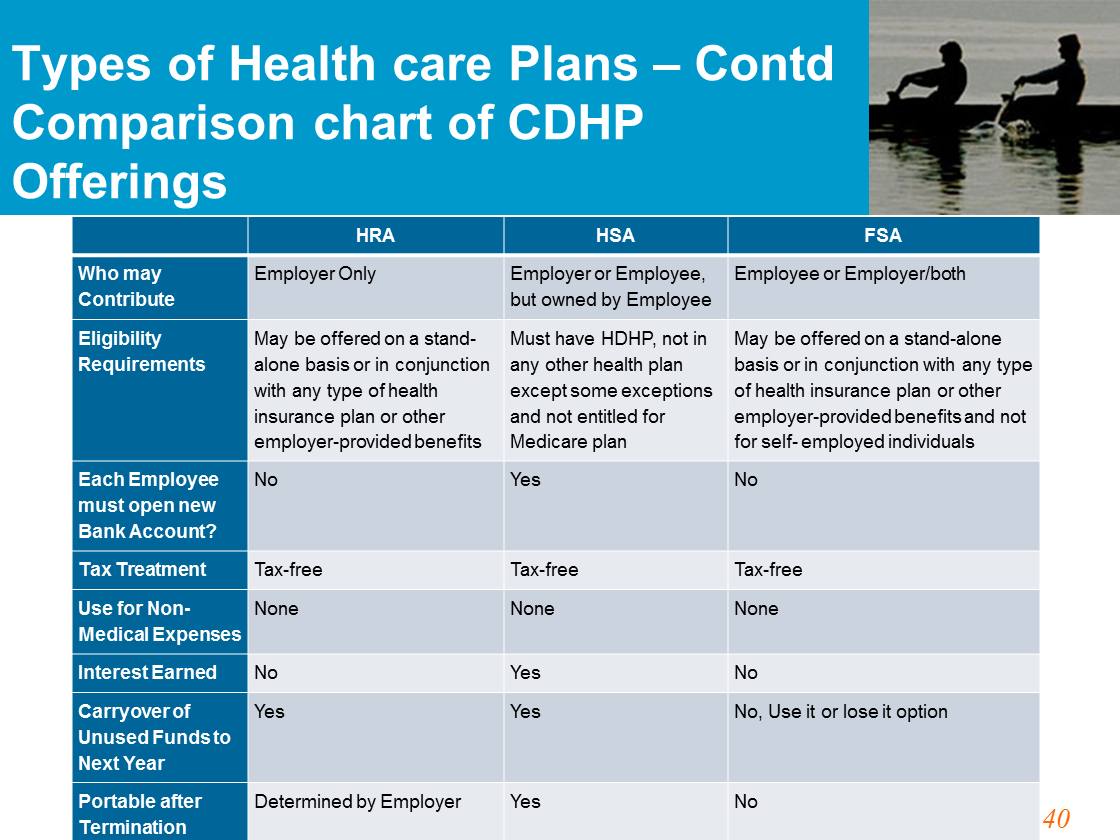 Types of Health care Plans – Contd
Comparison chart of CDHP
Offerings
HRA
HSA
FSA
Who may
Contribute
Employer Only
Employer or Employee,
but owned by Employee
Employee or Employer/both
Eligibility
Requirements
May be offered on a stand-
alone basis or in conjunction
with any type of health
insurance plan or other
employer-provided benefits
Must have HDHP, not in
any other health plan
except some exceptions
and not entitled for
Medicare plan
May be offered on a stand-alone
basis or in conjunction with any type
of health insurance plan or other
employer-provided benefits and not
for self- employed individuals
Each Employee
must open new
Bank Account?
No
Yes
No
Tax Treatment
Tax-free
Tax-free
Tax-free
Use for Non-
Medical Expenses
None
None
None
Interest Earned
No
Yes
No
Carryover of
Unused Funds to
Next Year
Yes
Yes
No, Use it or lose it option
Portable after
Termination
Determined by Employer
Yes
No
40